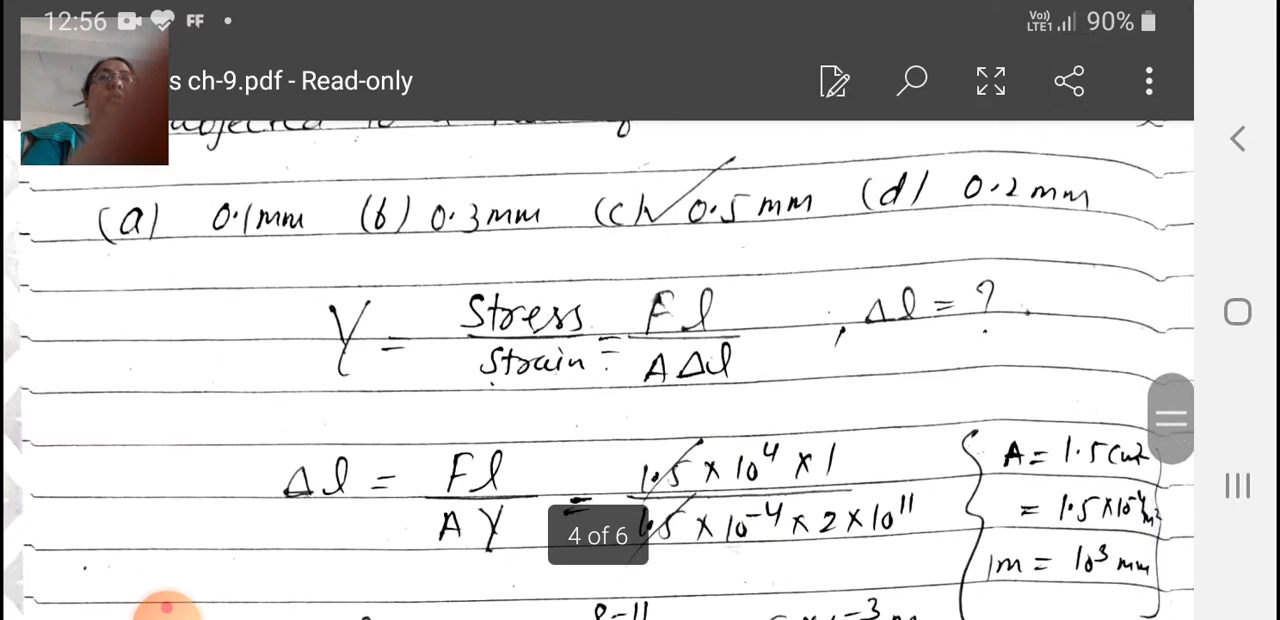 12:56 FF Vo)) LTE1 90%
s ch-9.pdf - Read-only
(a) 0.1mm (b) 0.3mm (c) 0.5mm (d) 0.2mm
Y = Stress/Strain = Fl/AΔl , Δl = ?
Δl = Fl/AY = 1.5 × 10⁴ × 1/1.5 × 10⁻⁴ × 2 × 10¹¹
A = 1.5 cm²
= 1.5 × 10⁻⁴ m²
1m = 10³ mm
4 of 6